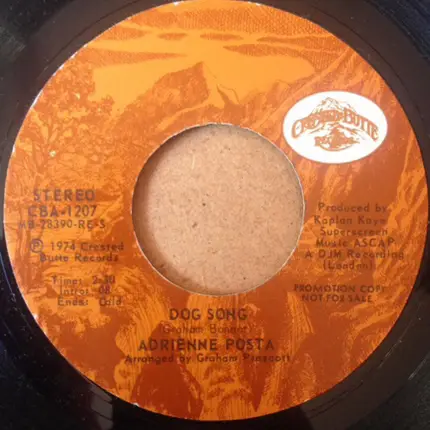 CRESTED BUTTE
STEREO
CBA-1207
P 1974 Crested
Butte Records
Time: 2:30
Intro: 08
Ends: Cold
Produced by
Kaplan Kaye
Superscreen
Music ASCAP
A DJM Recording
(London)
PROMOTION COPY
NOT FOR SALE
DOG SONG
ADRIENNE POSTA
Arranged by Graham Prescott